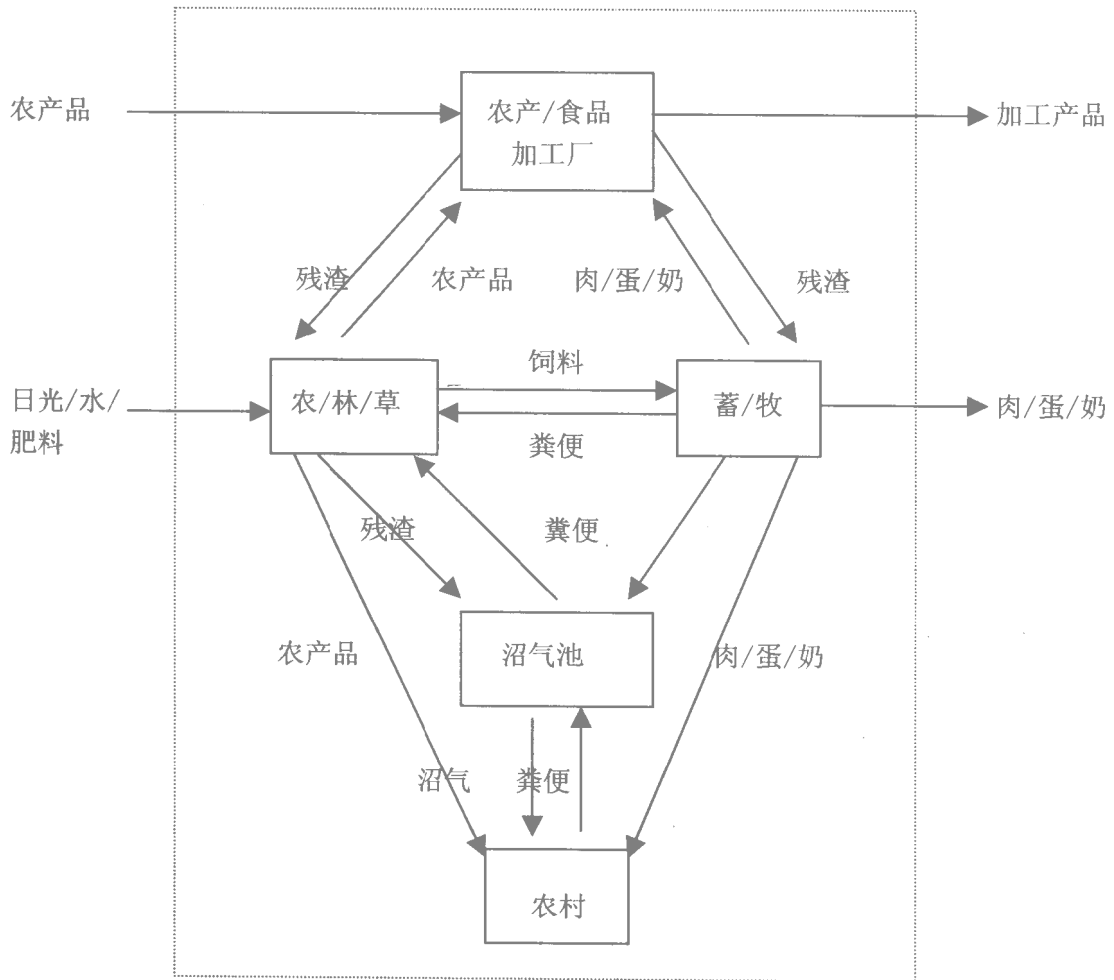 农产品
农产/食品
加工厂
加工产品
残渣
农产品
肉/蛋/奶
残渣
饲料
日光/水/
肥料
农/林/草
蓄/牧
肉/蛋/奶
粪便
残渣
粪便
农产品
沼气池
肉/蛋/奶
沼气
粪便
农村